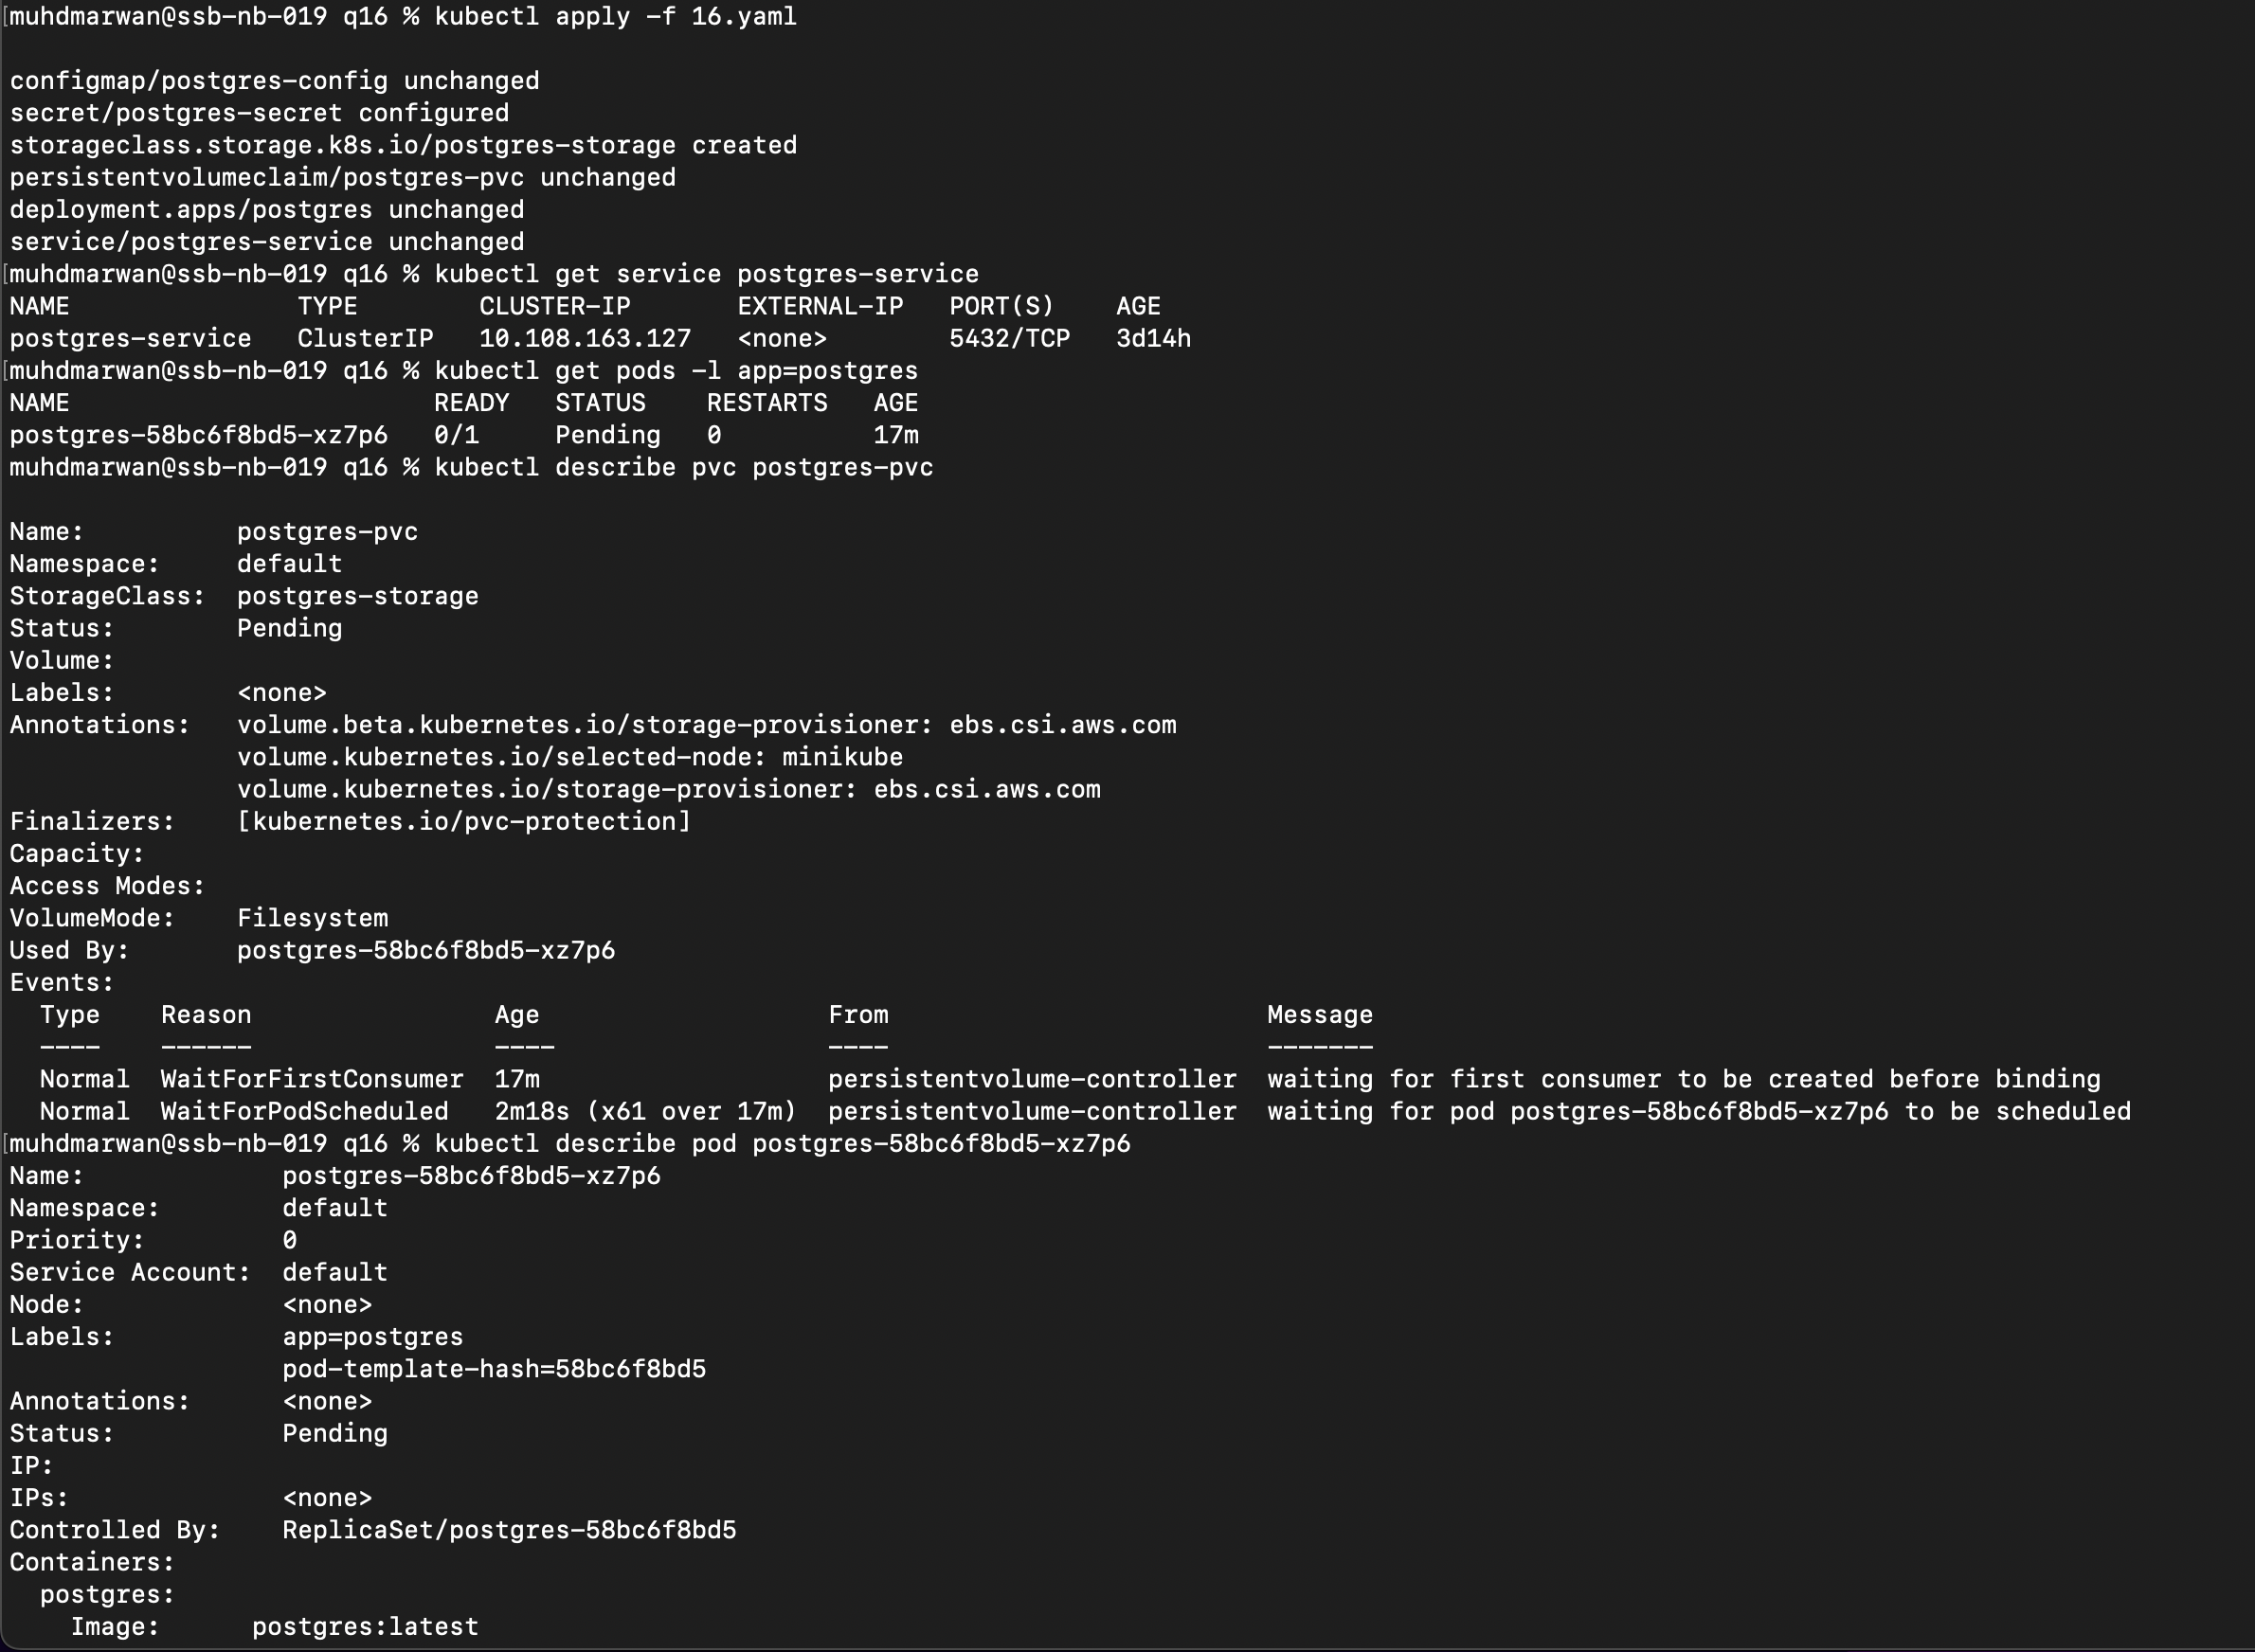 [muhdmarwan@ssb-nb-019 q16 % kubectl apply -f 16.yaml
configmap/postgres-config unchanged
secret/postgres-secret configured
storageclass.storage.k8s.io/postgres-storage created
persistentvolumeclaim/postgres-pvc unchanged
deployment.apps/postgres unchanged
service/postgres-service unchanged
[muhdmarwan@ssb-nb-019 q16 % kubectl get service postgres-service
NAME TYPE CLUSTER-IP EXTERNAL-IP PORT(S) AGE
postgres-service ClusterIP 10.108.163.127 <none> 5432/TCP 3d14h
[muhdmarwan@ssb-nb-019 q16 % kubectl get pods -l app=postgres
NAME READY STATUS RESTARTS AGE
postgres-58bc6f8bd5-xz7p6 0/1 Pending 0 17m
muhdmarwan@ssb-nb-019 q16 % kubectl describe pvc postgres-pvc
Name: postgres-pvc
Namespace: default
StorageClass: postgres-storage
Status: Pending
Volume:
Labels: <none>
Annotations: volume.beta.kubernetes.io/storage-provisioner: ebs.csi.aws.com
volume.kubernetes.io/selected-node: minikube
volume.kubernetes.io/storage-provisioner: ebs.csi.aws.com
Finalizers: [kubernetes.io/pvc-protection]
Capacity:
Access Modes:
VolumeMode: Filesystem
Used By: postgres-58bc6f8bd5-xz7p6
Events:
Type Reason Age From Message
---- ------ ---- ---- -------
Normal WaitForFirstConsumer 17m persistentvolume-controller waiting for first consumer to be created before binding
Normal WaitForPodScheduled 2m18s (x61 over 17m) persistentvolume-controller waiting for pod postgres-58bc6f8bd5-xz7p6 to be scheduled
[muhdmarwan@ssb-nb-019 q16 % kubectl describe pod postgres-58bc6f8bd5-xz7p6
Name: postgres-58bc6f8bd5-xz7p6
Namespace: default
Priority: 0
Service Account: default
Node: <none>
Labels: app=postgres
pod-template-hash=58bc6f8bd5
Annotations: <none>
Status: Pending
IP:
IPs: <none>
Controlled By: ReplicaSet/postgres-58bc6f8bd5
Containers:
postgres:
Image: postgres:latest